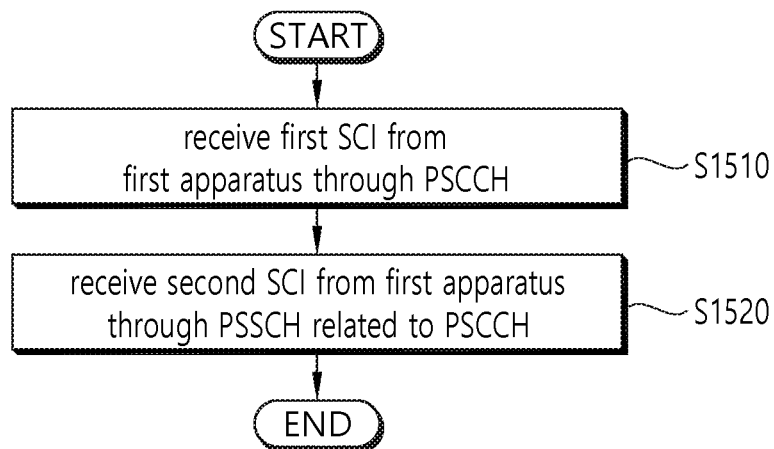 START
receive first SCI from
first apparatus through PSCCH
S1510
receive second SCI from first apparatus
through PSSCH related to PSCCH
S1520
END